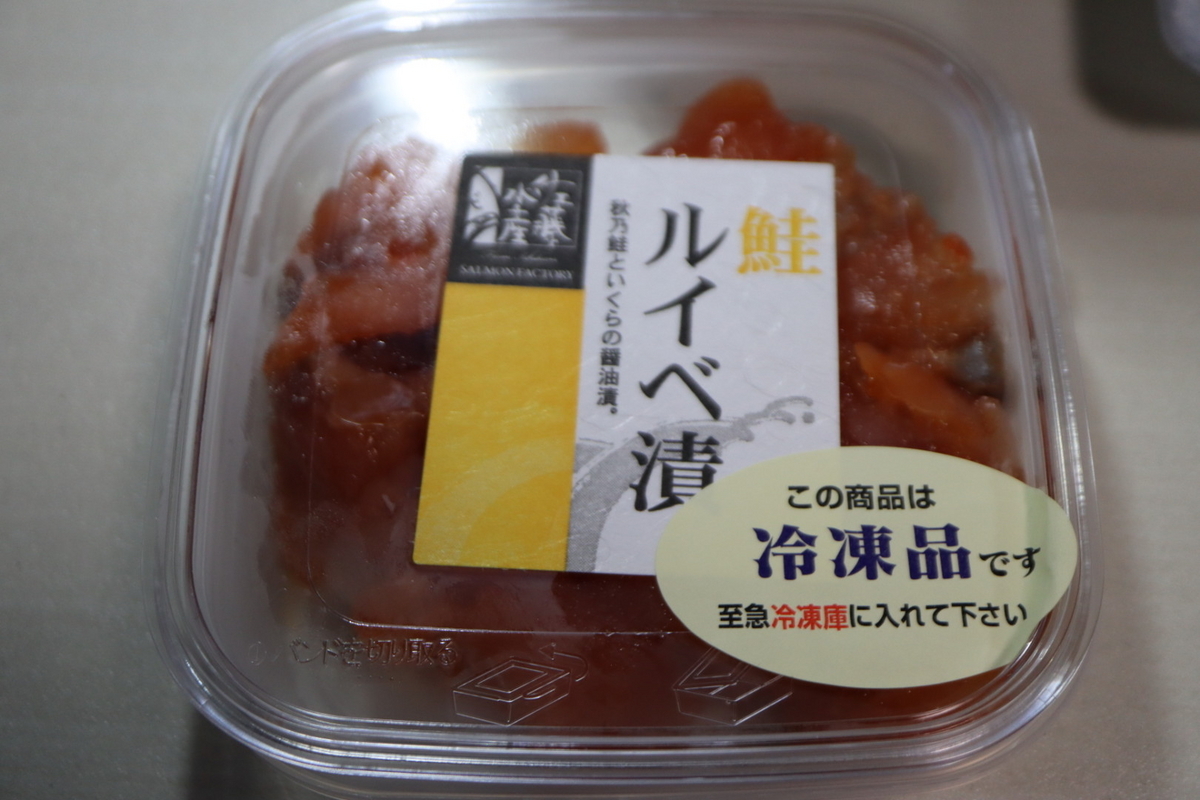 鮭
ルイベ漬
秋乃鮭といくらの醤油漬。
佐藤
水産
SALMON FACTORY
この商品は
冷凍品です
至急冷凍庫に入れて下さい
バンドを切り取る